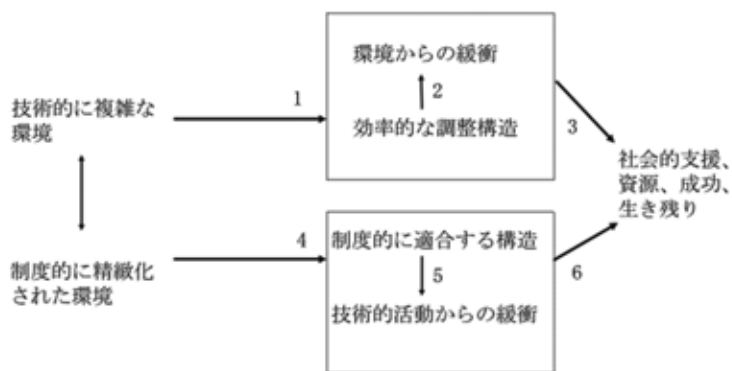 環境からの緩衝
1
2
技術的に複雑な
環境
効率的な調整構造
3
社会的支援、
資源、成功、
生き残り
4
制度的に適合する構造
制度的に精緻化
された環境
5
6
技術的活動からの緩衝